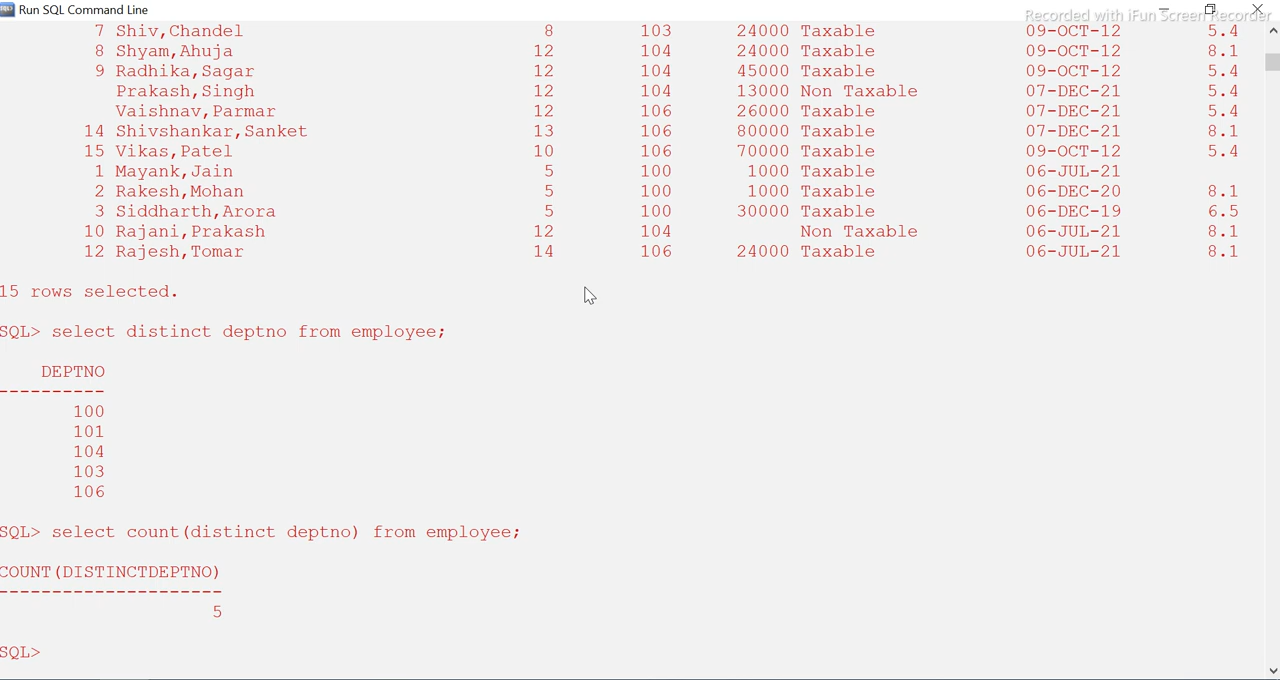 Run SQL Command Line
Recorded with iFun Screen Recorder
7 Shiv,Chandel 8 103 24000 Taxable 09-OCT-12 5.4
8 Shyam,Ahuja 12 104 24000 Taxable 09-OCT-12 8.1
9 Radhika,Sagar 12 104 45000 Taxable 09-OCT-12 5.4
Prakash,Singh 12 104 13000 Non Taxable 07-DEC-21 5.4
Vaishnav,Parmar 12 106 26000 Taxable 07-DEC-21 5.4
14 Shivshankar,Sanket 13 106 80000 Taxable 07-DEC-21 8.1
15 Vikas,Patel 10 106 70000 Taxable 09-OCT-12 5.4
1 Mayank,Jain 5 100 1000 Taxable 06-JUL-21
2 Rakesh,Mohan 5 100 1000 Taxable 06-DEC-20 8.1
3 Siddharth,Arora 5 100 30000 Taxable 06-DEC-19 6.5
10 Rajani,Prakash 12 104 Non Taxable 06-JUL-21 8.1
12 Rajesh,Tomar 14 106 24000 Taxable 06-JUL-21 8.1
15 rows selected.
SQL> select distinct deptno from employee;
DEPTNO
----------
100
101
104
103
106
SQL> select count(distinct deptno) from employee;
COUNT(DISTINCTDEPTNO)
---------------------
5
SQL>